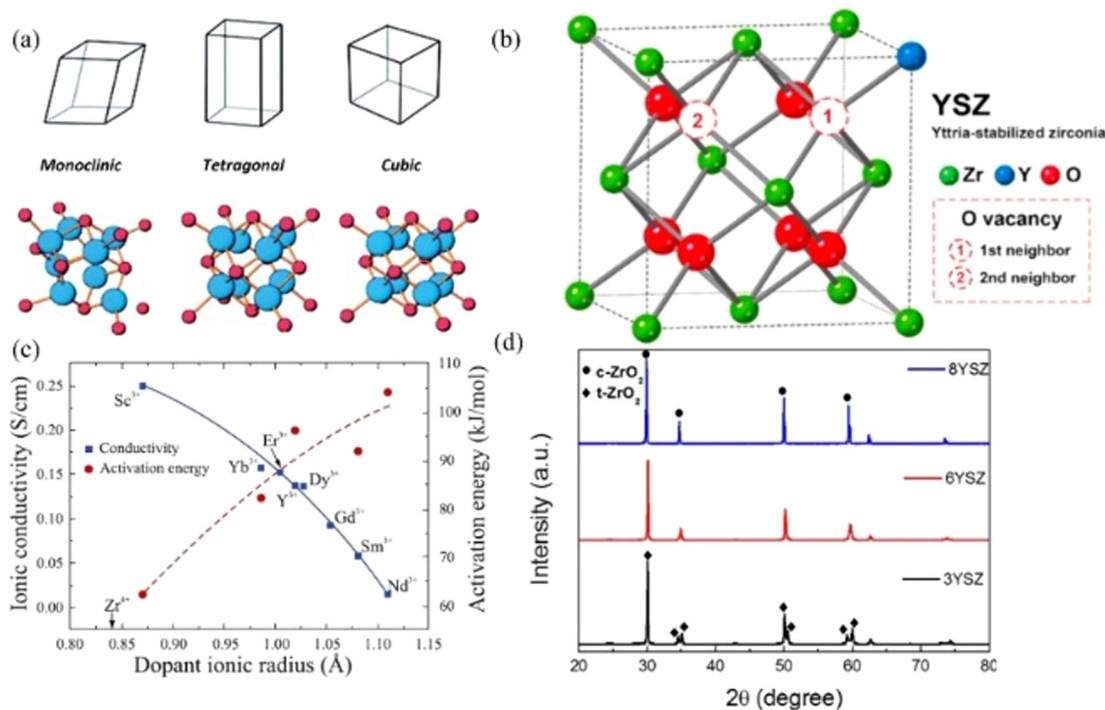 (a)
Monoclinic
Tetragonal
Cubic
(b)
2
1
YSZ
Yttria-stabilized zirconia
Zr Y O
O vacancy
1 1st neighbor
2 2nd neighbor
(c)
Ionic conductivity (S/cm)
0.25
0.20
0.15
0.10
0.05
0.00
Sc³⁺
Conductivity
Activation energy
Yb³⁺
Er³⁺
Y³⁺
Dy³⁺
Gd³⁺
Sm³⁺
Nd³⁺
Zr⁴⁺
110
100
90
80
70
60
Activation energy (kJ/mol)
0.80 0.85 0.90 0.95 1.00 1.05 1.10 1.15
Dopant ionic radius (Å)
(d)
c-ZrO₂
t-ZrO₂
8YSZ
6YSZ
3YSZ
Intensity (a.u.)
20 30 40 50 60 70 80
2θ (degree)